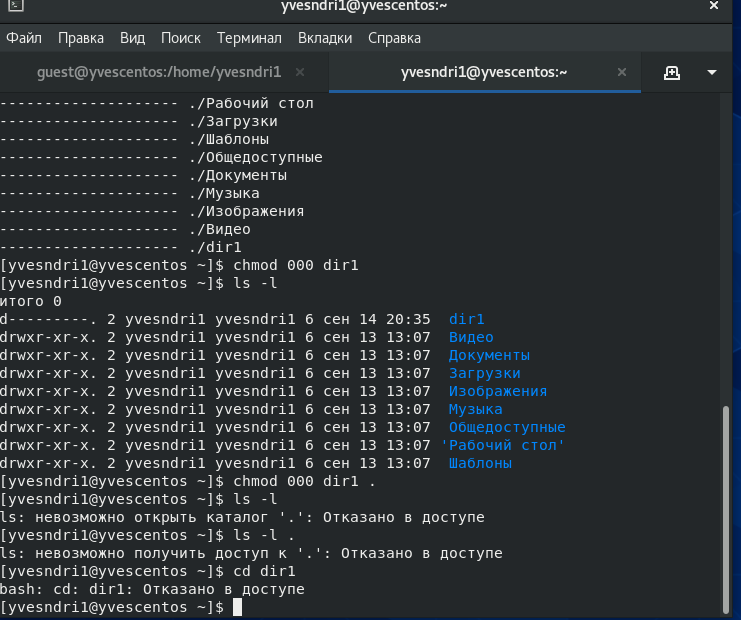 yvesndri1@yvescentos:~
Файл Правка Вид Поиск Терминал Вкладки Справка
guest@yvescentos:/home/yvesndri1 × yvesndri1@yvescentos:~ ×
-------------------- ./Рабочий стол
-------------------- ./Загрузки
-------------------- ./Шаблоны
-------------------- ./Общедоступные
-------------------- ./Документы
-------------------- ./Музыка
-------------------- ./Изображения
-------------------- ./Видео
-------------------- ./dir1
[yvesndri1@yvescentos ~]$ chmod 000 dir1
[yvesndri1@yvescentos ~]$ ls -l
итого 0
d---------. 2 yvesndri1 yvesndri1 6 сен 14 20:35  dir1
drwxr-xr-x. 2 yvesndri1 yvesndri1 6 сен 13 13:07  Видео
drwxr-xr-x. 2 yvesndri1 yvesndri1 6 сен 13 13:07  Документы
drwxr-xr-x. 2 yvesndri1 yvesndri1 6 сен 13 13:07  Загрузки
drwxr-xr-x. 2 yvesndri1 yvesndri1 6 сен 13 13:07  Изображения
drwxr-xr-x. 2 yvesndri1 yvesndri1 6 сен 13 13:07  Музыка
drwxr-xr-x. 2 yvesndri1 yvesndri1 6 сен 13 13:07  Общедоступные
drwxr-xr-x. 2 yvesndri1 yvesndri1 6 сен 13 13:07 'Рабочий стол'
drwxr-xr-x. 2 yvesndri1 yvesndri1 6 сен 13 13:07  Шаблоны
[yvesndri1@yvescentos ~]$ chmod 000 dir1 .
[yvesndri1@yvescentos ~]$ ls -l
ls: невозможно открыть каталог '.': Отказано в доступе
[yvesndri1@yvescentos ~]$ ls -l .
ls: невозможно получить доступ к '.': Отказано в доступе
[yvesndri1@yvescentos ~]$ cd dir1
bash: cd: dir1: Отказано в доступе
[yvesndri1@yvescentos ~]$